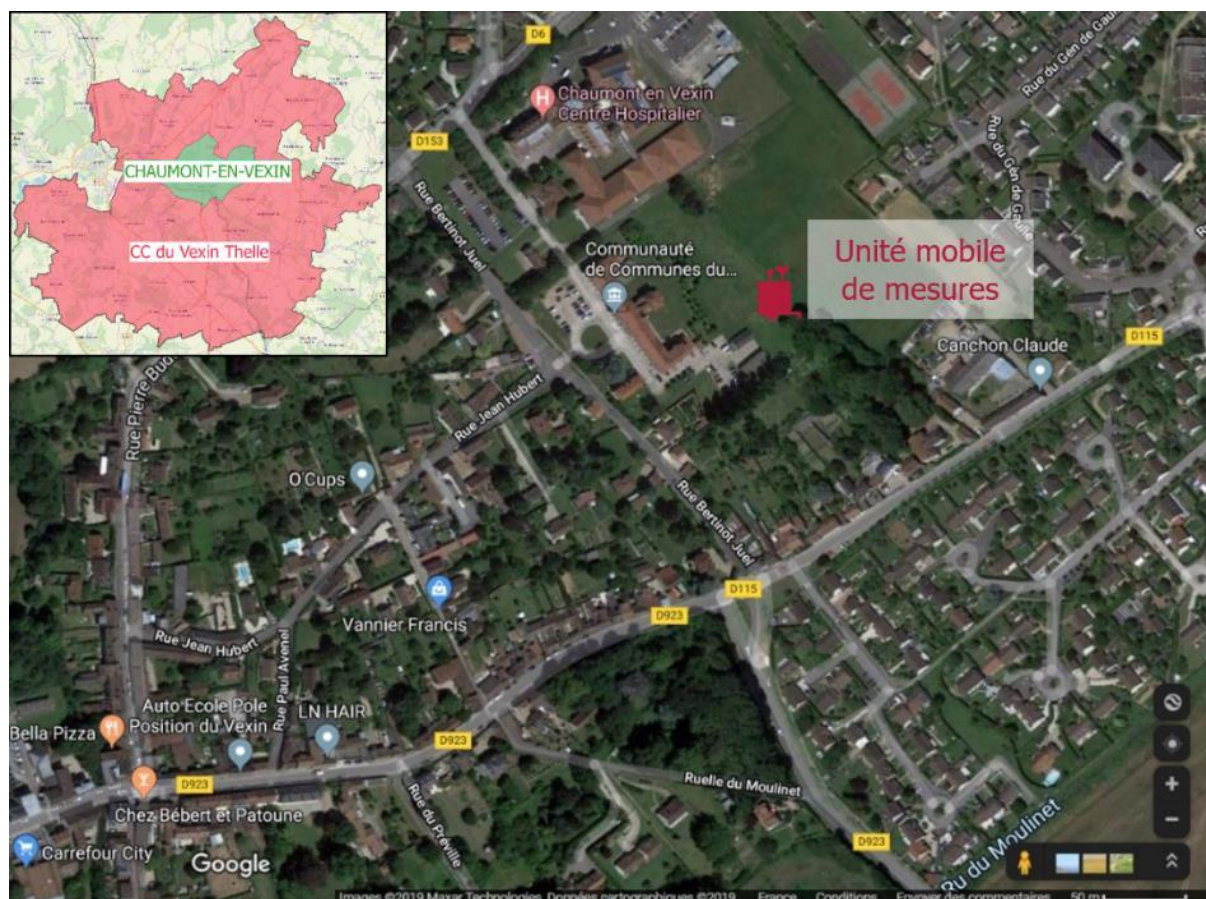 CHAUMONT-EN-VEXIN
CC du Vexin Thelle
D6
Chaumont en Vexin
Centre Hospitalier
Rue du Gén de Gaulle
D153
Rue du Gén de Gaulle
Rue Bertinot Juel
Communauté
de Communes du...
Unité mobile
de mesures
D115
Canchon Claude
Rue Pierre Bud
Rue Jean Hubert
O'Cups
Rue Bertinot Juel
D115
D923
Vannier Francis
Rue Jean Hubert
Rue Paul Avenel
Auto Ecole Pole
Position du Vexin
LN HAIR
Bella Pizza
D923
D923
Ruelle du Moulinet
Chez Bébert et Patoune
Rue du Préville
D923
Ru du Moulinet
Carrefour City
Google
Images ©2019 Maxar Technologies, Données cartographiques ©2019 France Conditions Envoyer des commentaires 50 m